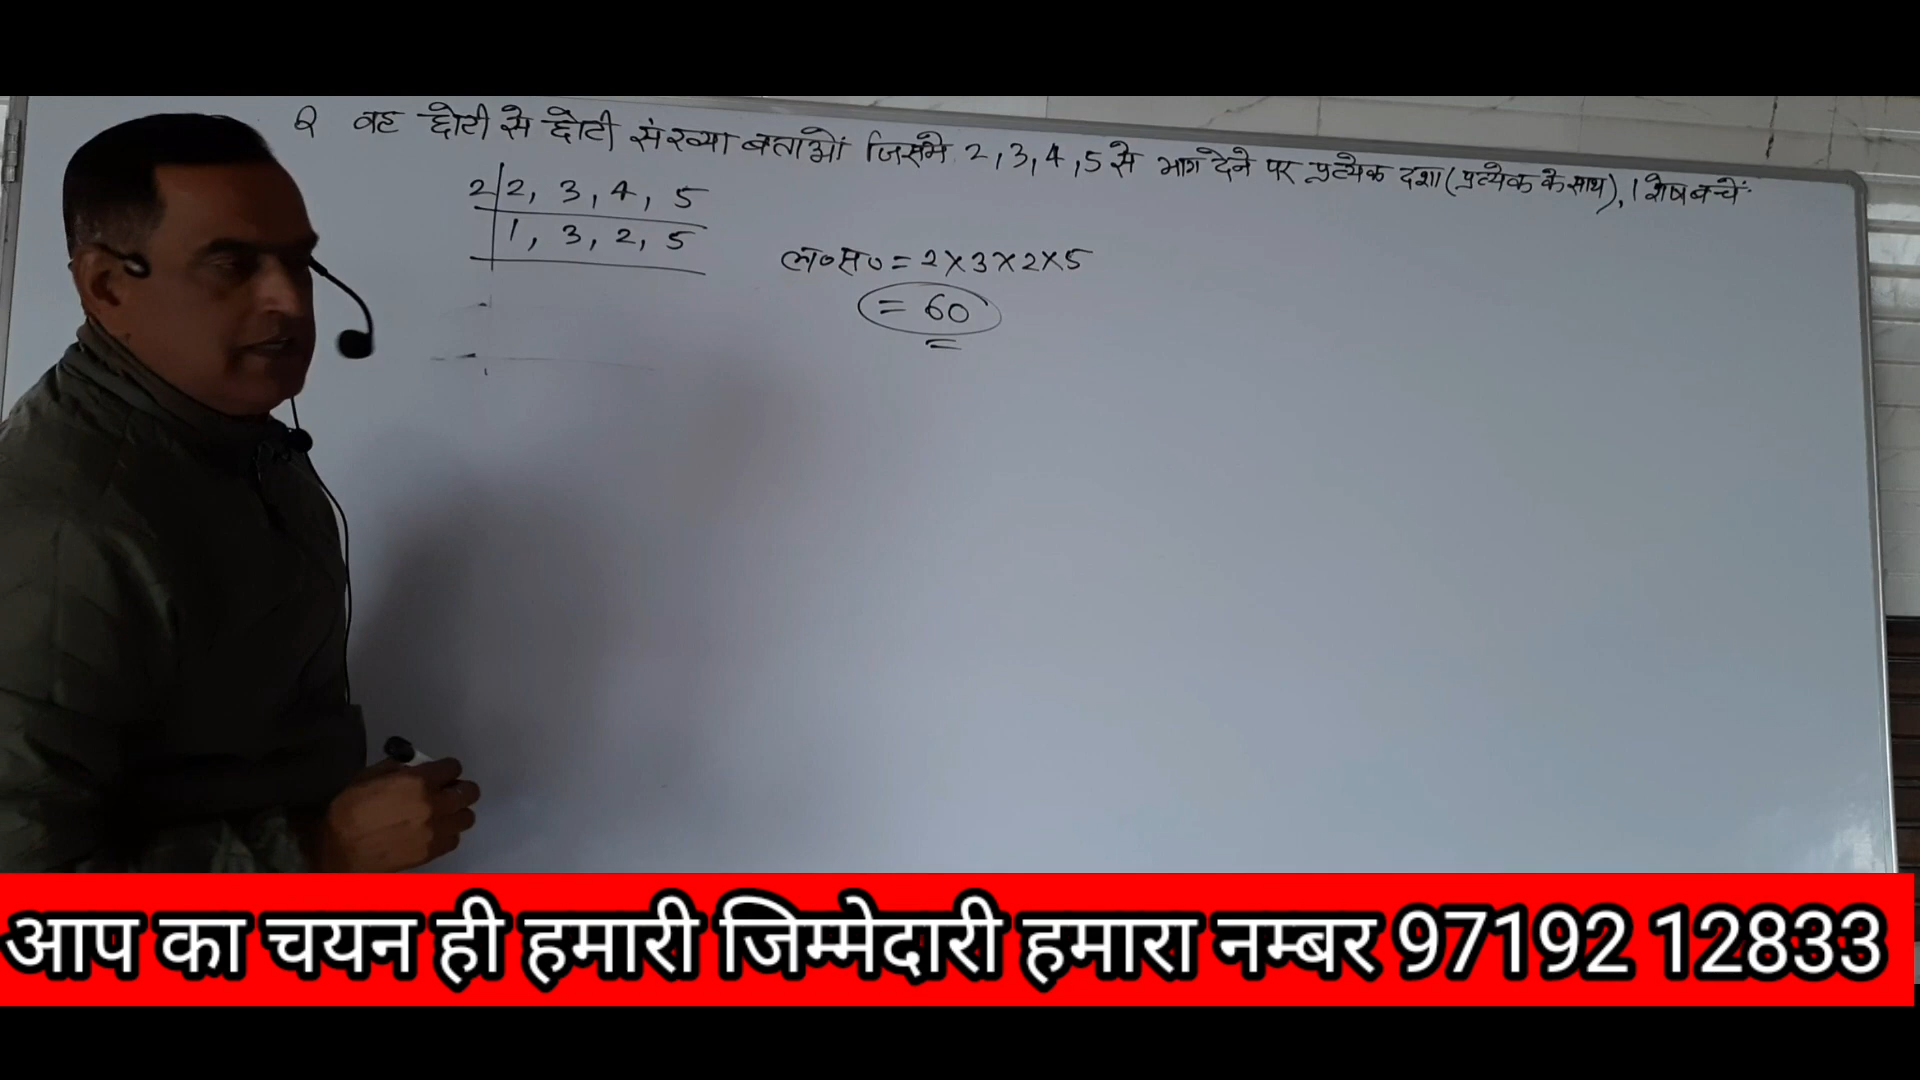 Q वह छोटी से छोटी संख्या बताओं जिसमे 2,3,4,5 से भाग देने पर प्रत्येक दशा (प्रत्येक के साथ), 1 शेष बचें
2|2, 3, 4, 5
1, 3, 2, 5
ल०स० = 2×3×2×5
= 60
आप का चयन ही हमारी जिम्मेदारी हमारा नम्बर 97192 12833